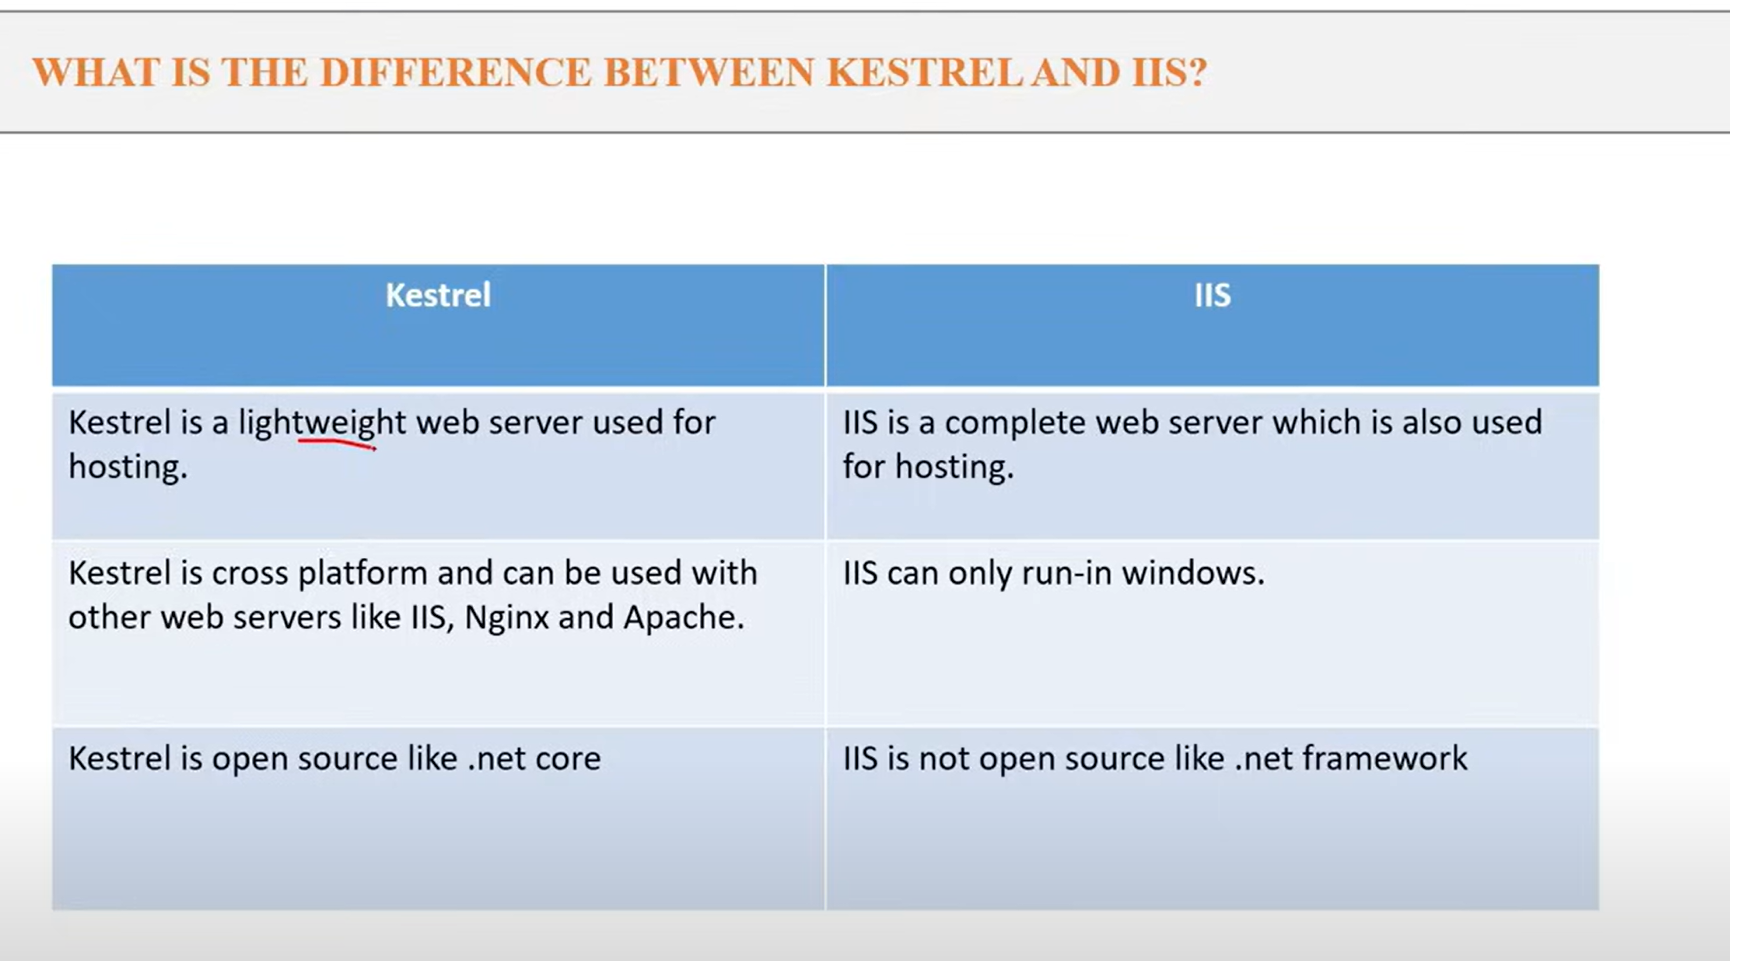 WHAT IS THE DIFFERENCE BETWEEN KESTREL AND IIS?
Kestrel
IIS
Kestrel is a lightweight web server used for
hosting.
IIS is a complete web server which is also used
for hosting.
Kestrel is cross platform and can be used with
other web servers like IIS, Nginx and Apache.
IIS can only run-in windows.
Kestrel is open source like .net core
IIS is not open source like .net framework